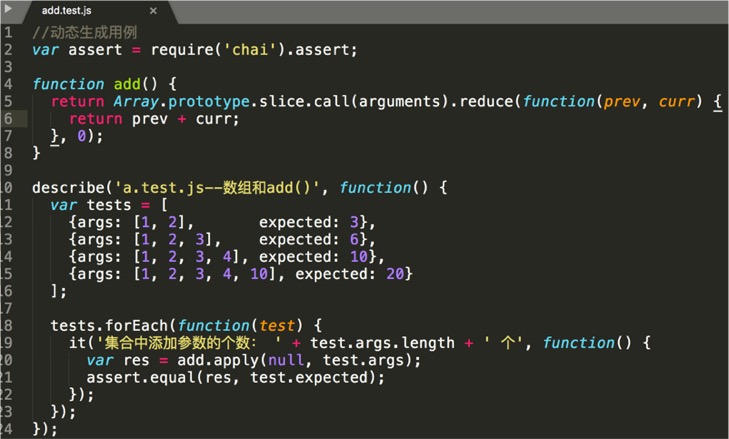 add.test.js ×
1 //动态生成用例
2 var assert = require('chai').assert;
3
4 function add() {
5   return Array.prototype.slice.call(arguments).reduce(function(prev, curr) {
6     return prev + curr;
7   }, 0);
8 }
9
10 describe('a.test.js--数组和add()', function() {
11   var tests = [
12     {args: [1, 2],       expected: 3},
13     {args: [1, 2, 3],    expected: 6},
14     {args: [1, 2, 3, 4], expected: 10},
15     {args: [1, 2, 3, 4, 10], expected: 20}
16   ];
17
18   tests.forEach(function(test) {
19     it('集合中添加参数的个数： ' + test.args.length + ' 个', function() {
20       var res = add.apply(null, test.args);
21       assert.equal(res, test.expected);
22     });
23   });
24 });